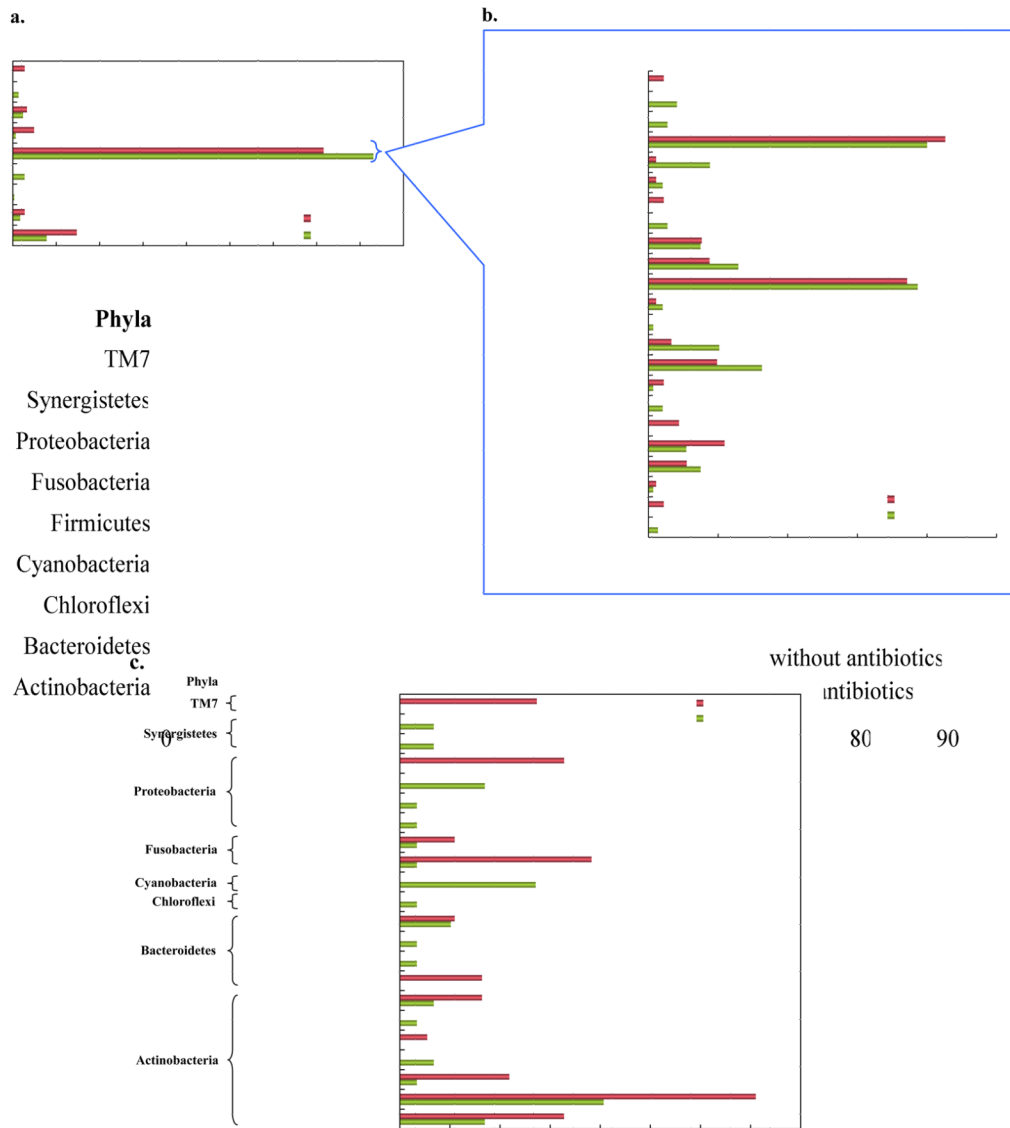 a.
b.
Phyla
TM7
Synergistetes
Proteobacteria
Fusobacteria
Firmicutes
Cyanobacteria
Chloroflexi
Bacteroidetes
Actinobacteria
without antibiotics
antibiotics
0
80
90
c.
Phyla
TM7
Synergistetes
Proteobacteria
Fusobacteria
Cyanobacteria
Chloroflexi
Bacteroidetes
Actinobacteria